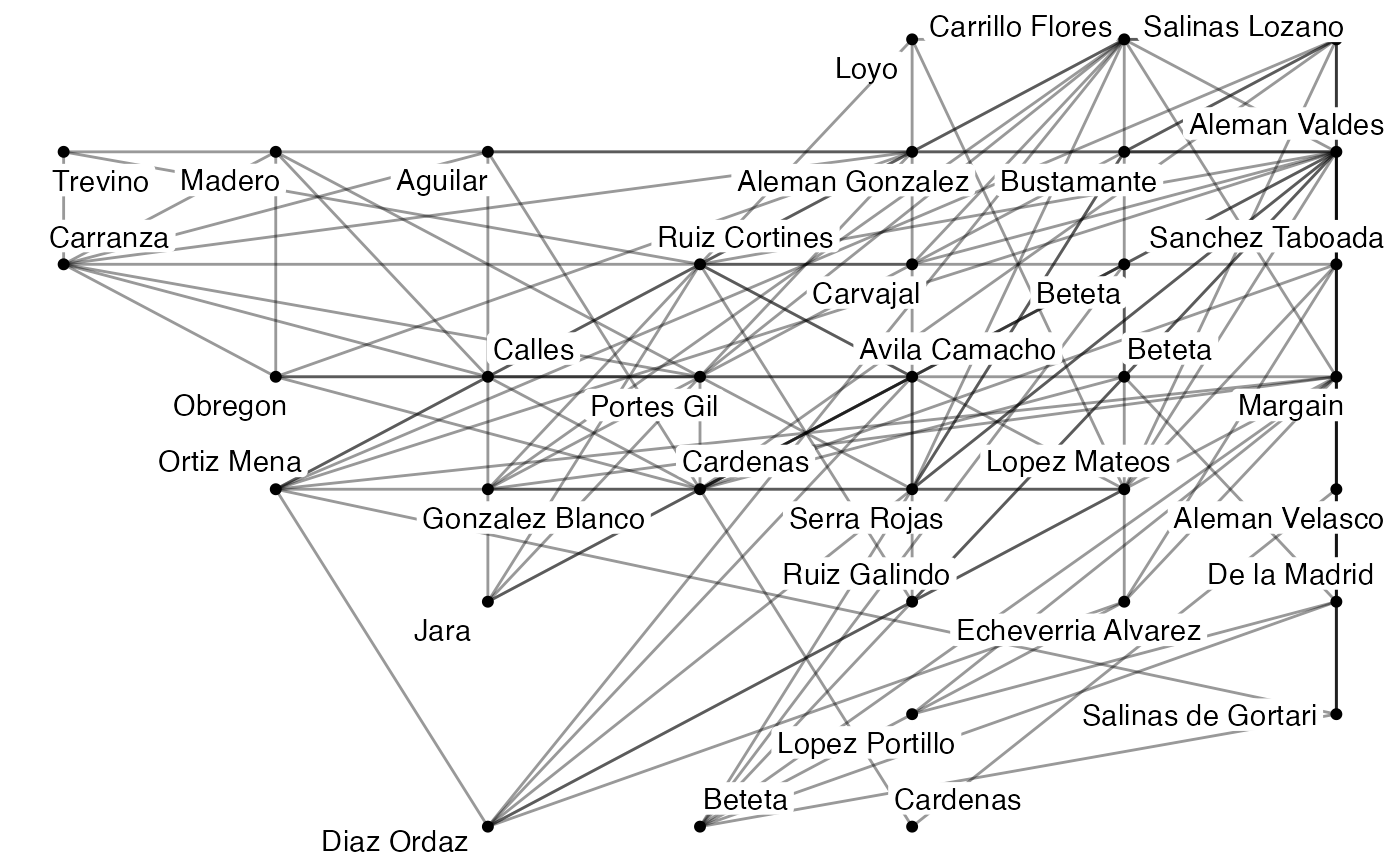 Carrillo Flores
Salinas Lozano
Loyo
Aleman Valdes
Trevino
Madero
Aguilar
Aleman Gonzalez
Bustamante
Carranza
Ruiz Cortines
Sanchez Taboada
Carvajal
Beteta
Calles
Avila Camacho
Beteta
Obregon
Portes Gil
Margain
Ortiz Mena
Cardenas
Lopez Mateos
Gonzalez Blanco
Serra Rojas
Aleman Velasco
Ruiz Galindo
De la Madrid
Jara
Echeverria Alvarez
Salinas de Gortari
Lopez Portillo
Beteta
Cardenas
Diaz Ordaz